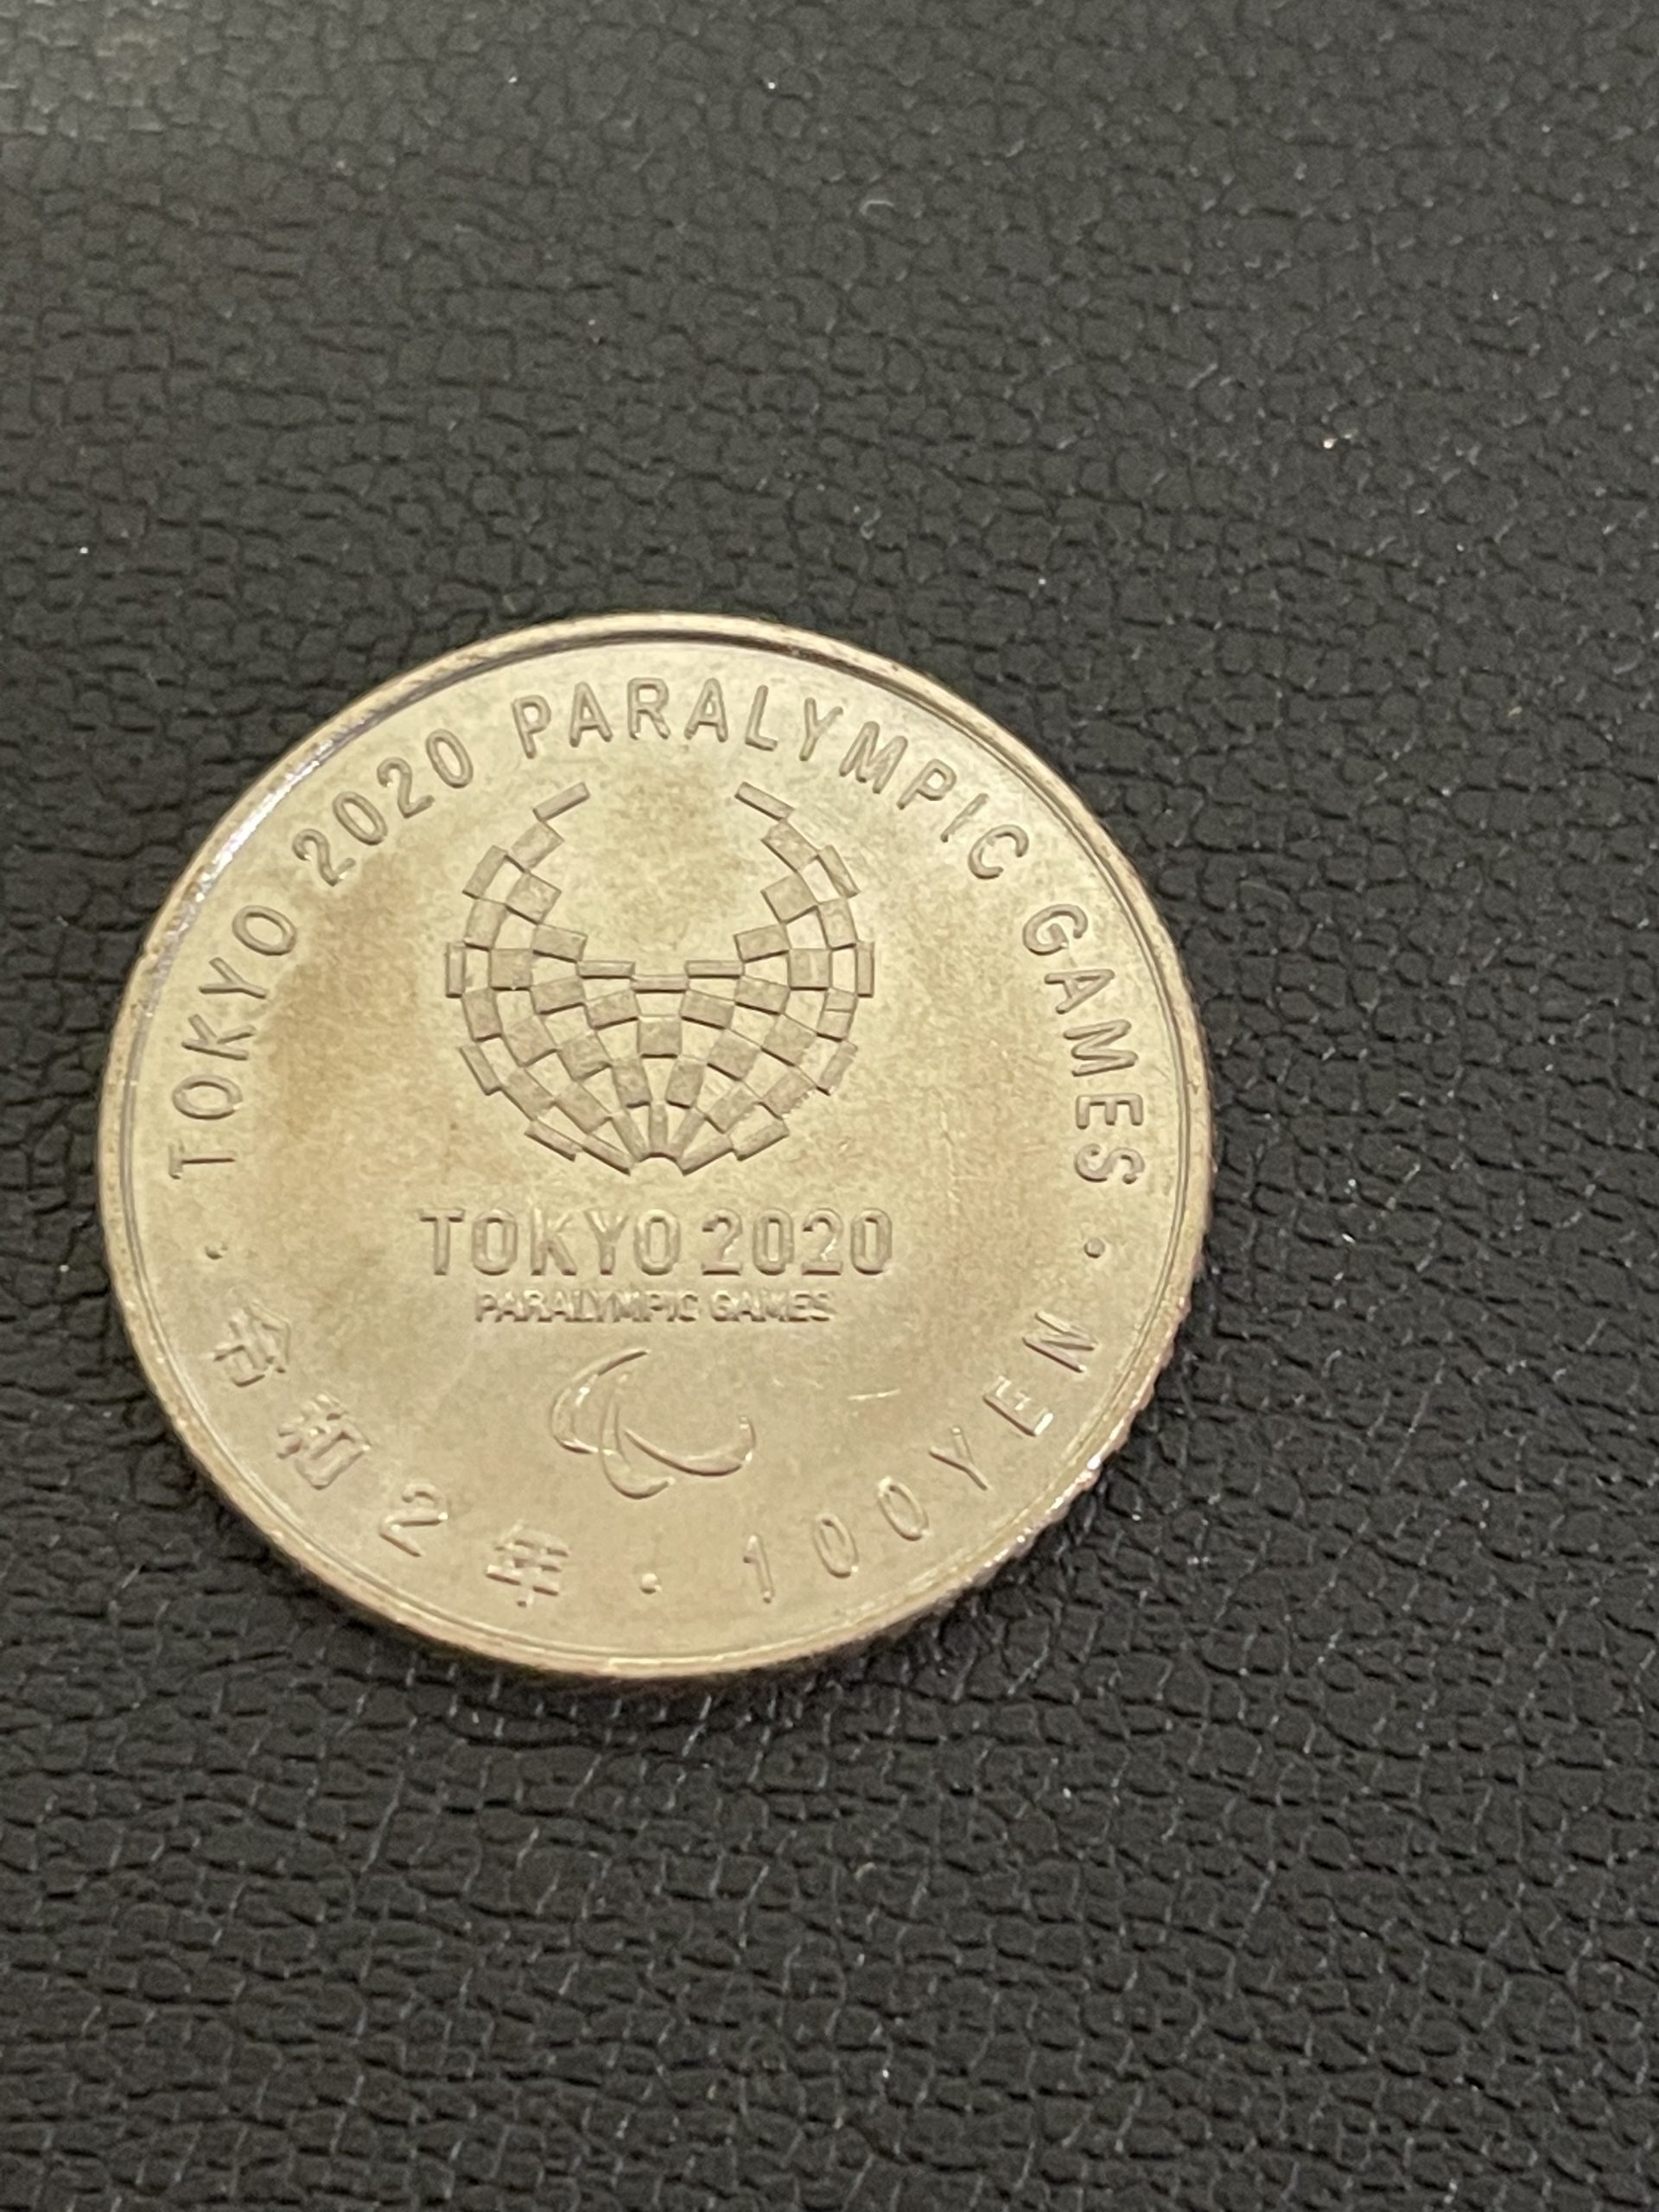 TOKYO 2020 PARALYMPIC GAMES
TOKYO 2020
PARALYMPIC GAMES
令和2年・100YEN